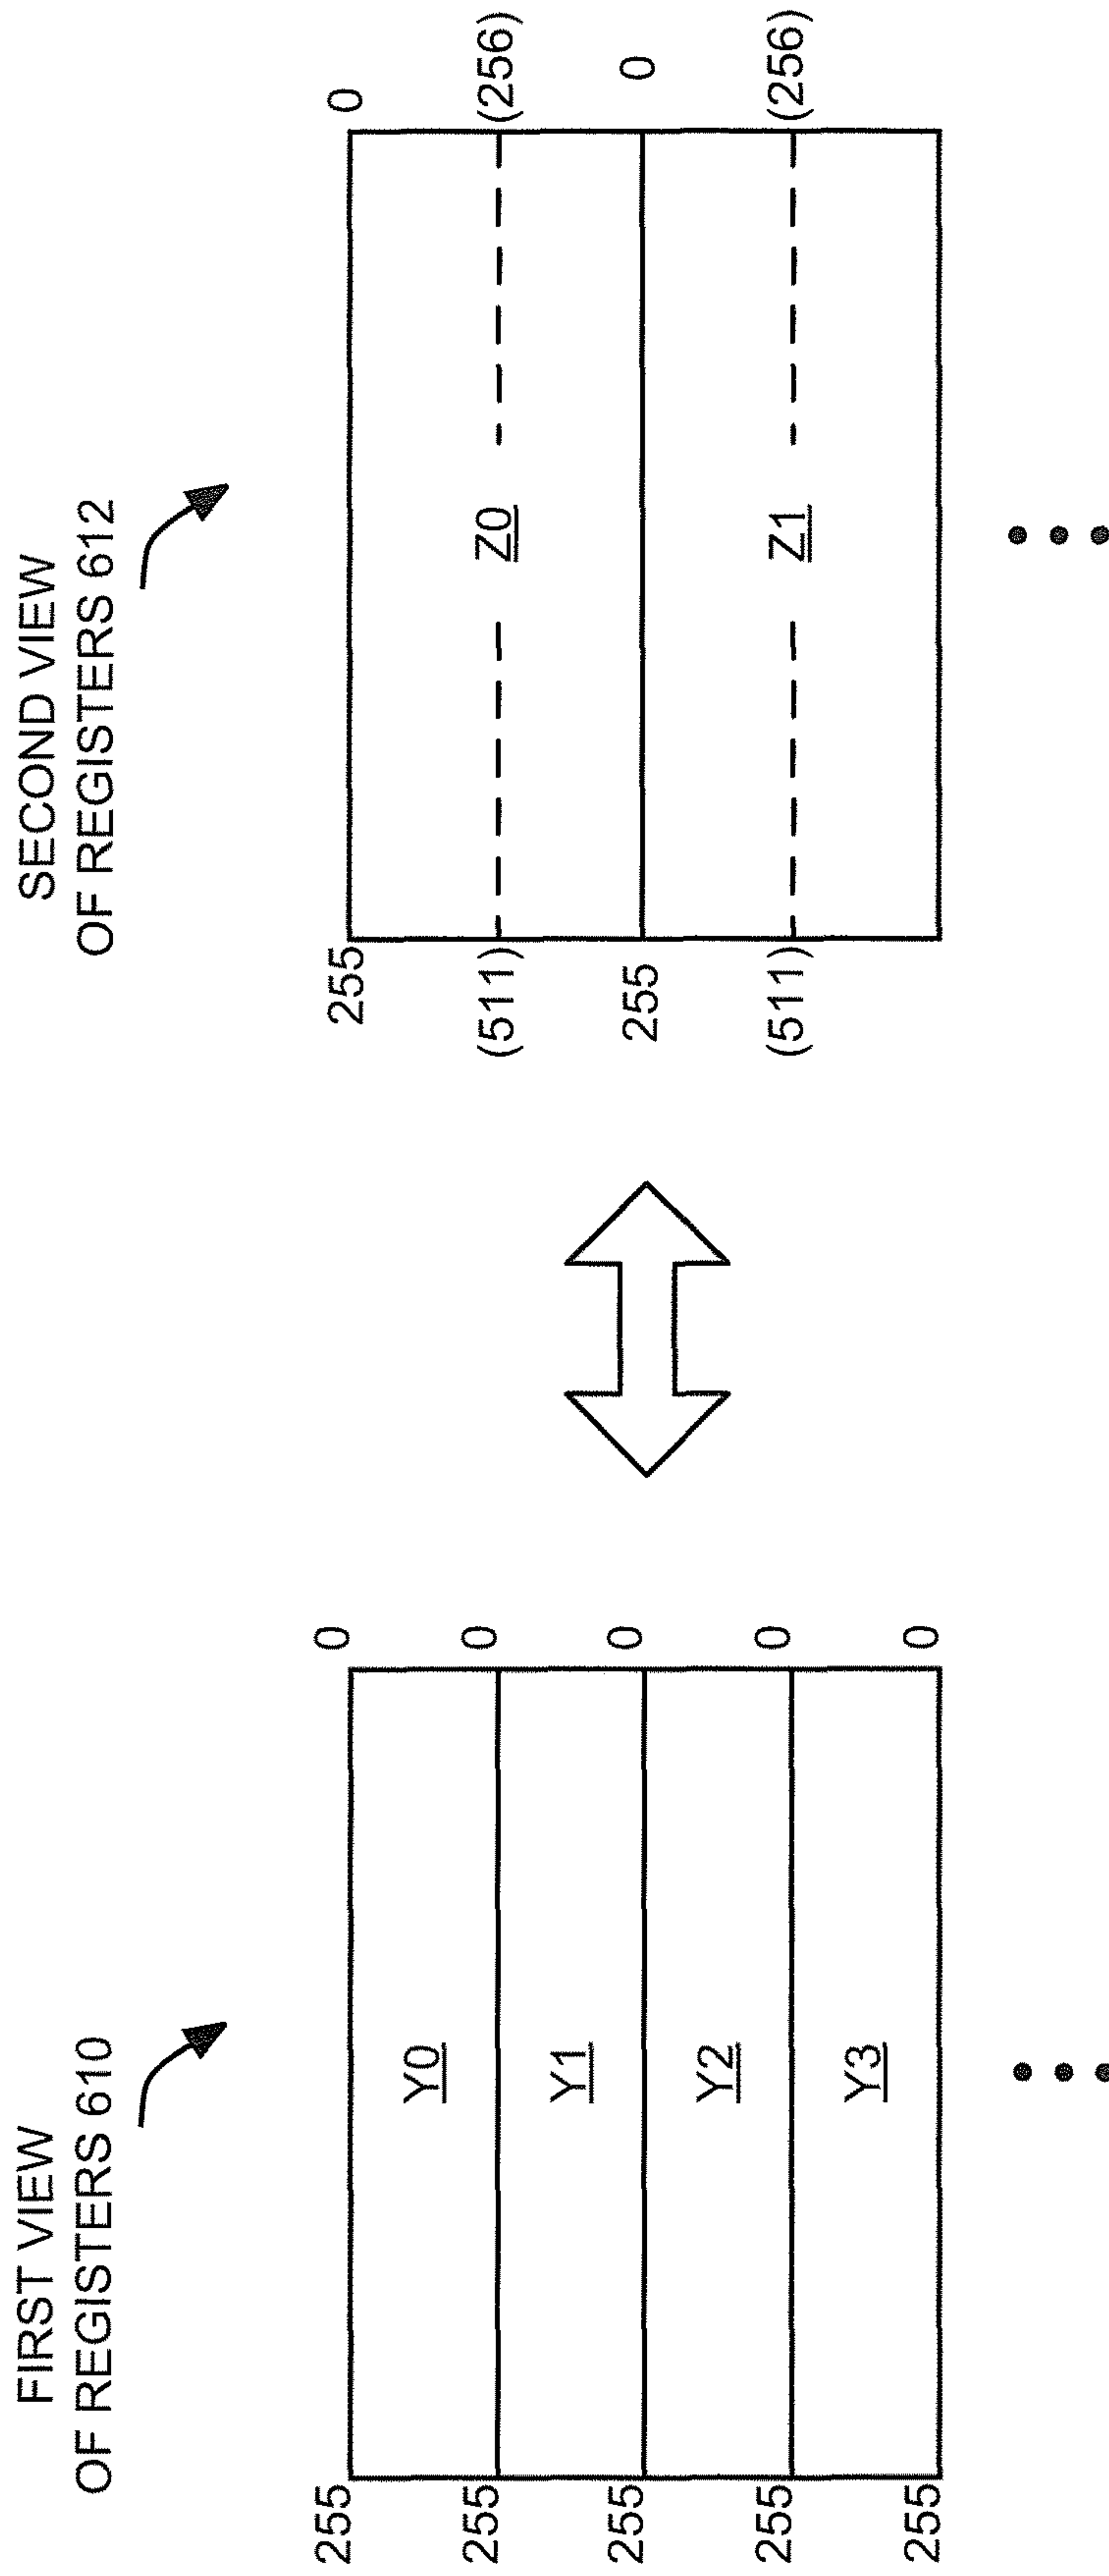 FIRST VIEW
OF REGISTERS 610
255
0
Y0
255
0
Y1
255
0
Y2
255
0
Y3
255
0
SECOND VIEW
OF REGISTERS 612
255
0
(511)
Z0
(256)
255
0
(511)
Z1
(256)